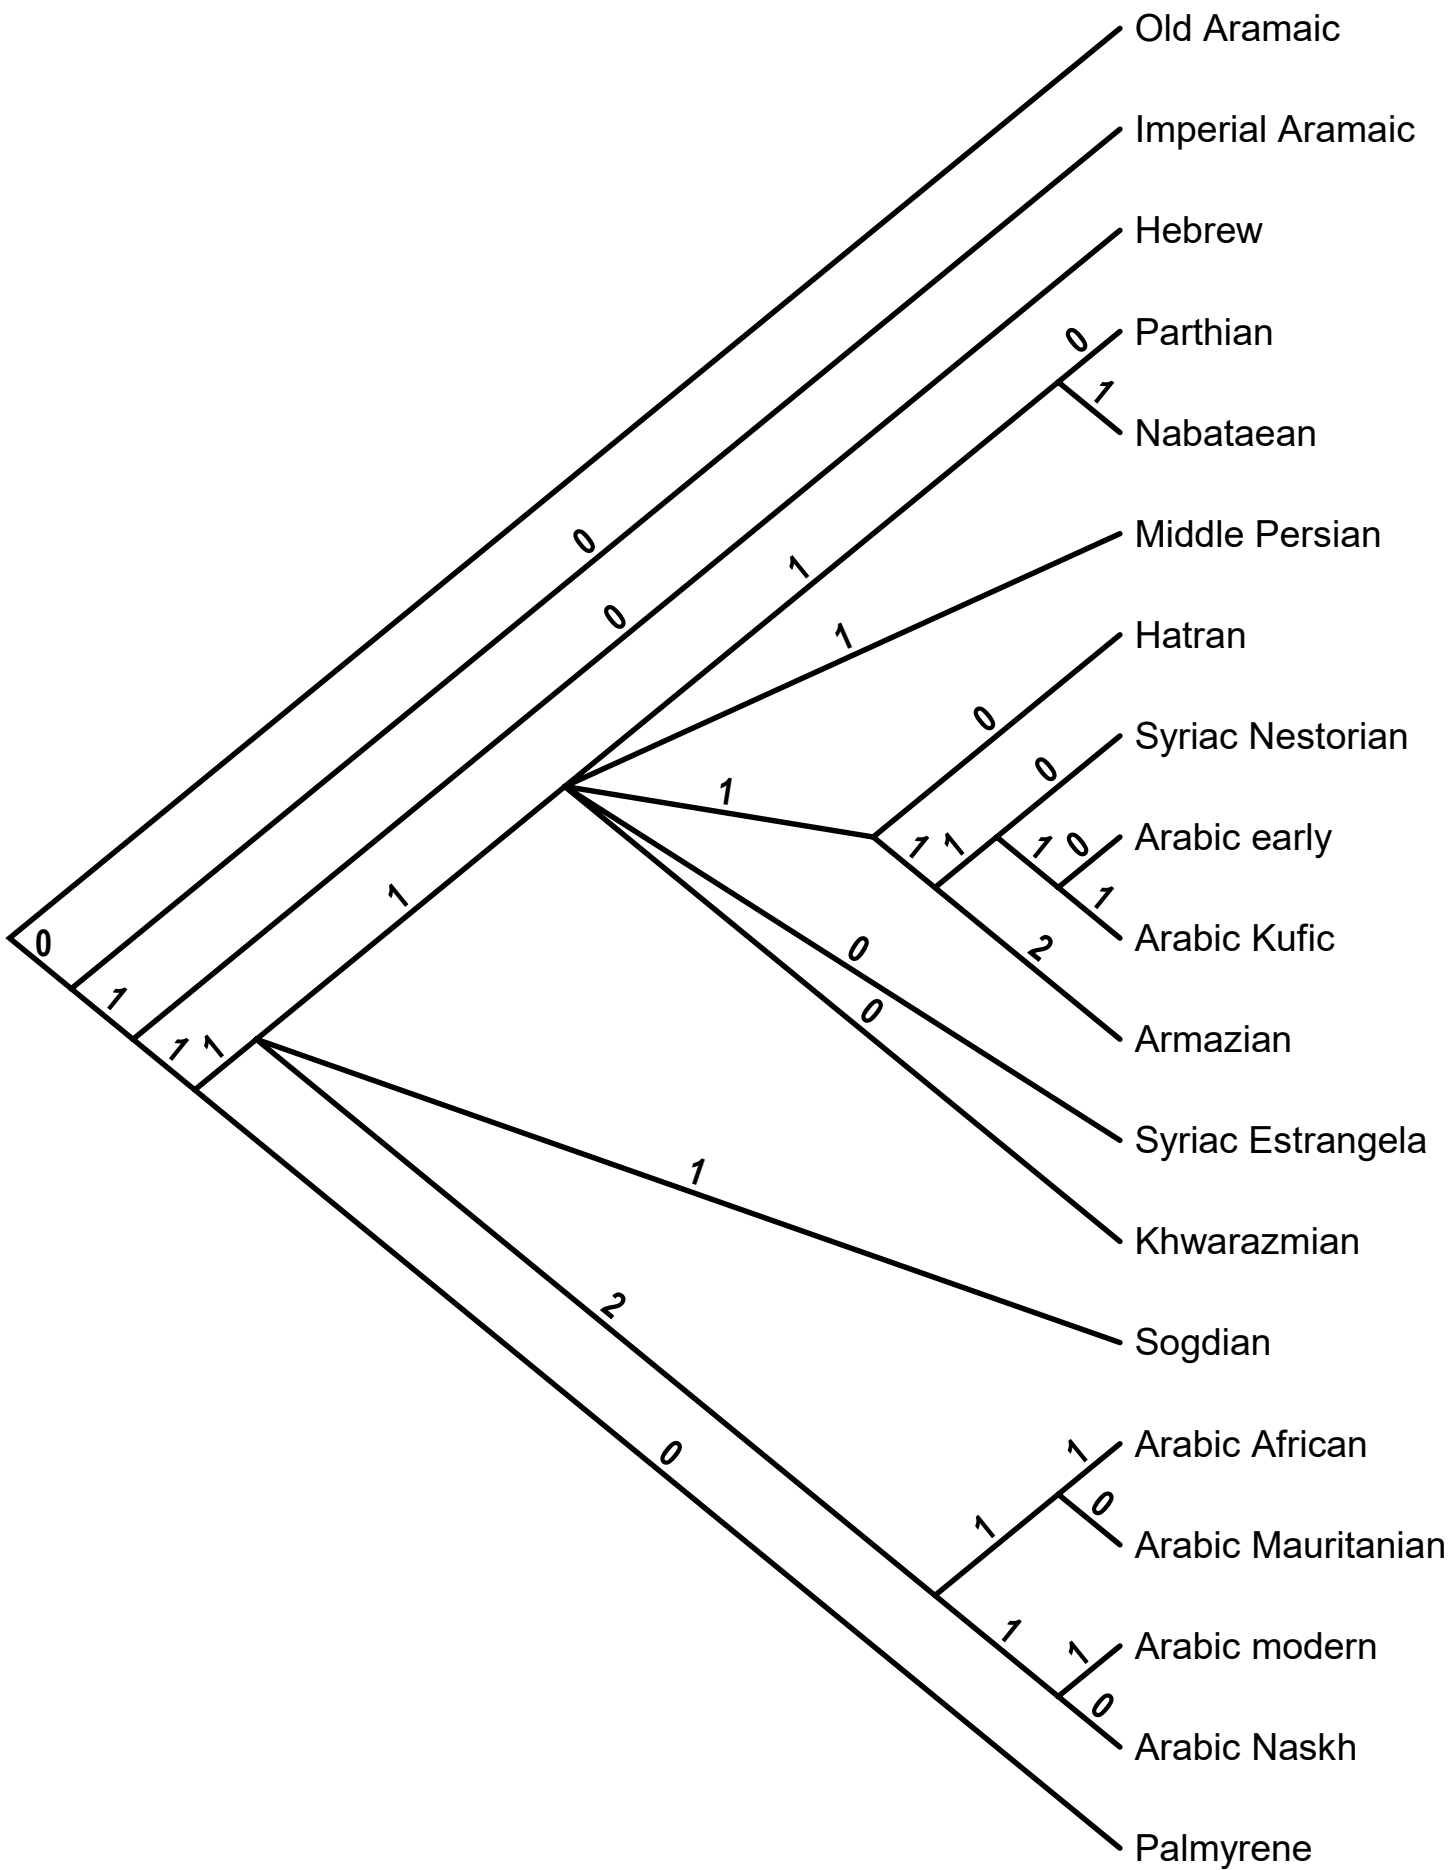 Old Aramaic
Imperial Aramaic
Hebrew
0
Parthian
1
Nabataean
0
Middle Persian
1
0
1
Hatran
0
Syriac Nestorian
0
1
1 1
1 0
Arabic early
1
1
Arabic Kufic
0
0
2
1
0
Armazian
1 1
Syriac Estrangela
1
Khwarazmian
2
Sogdian
1
Arabic African
0
0
1
Arabic Mauritanian
1
1
Arabic modern
0
Arabic Naskh
Palmyrene